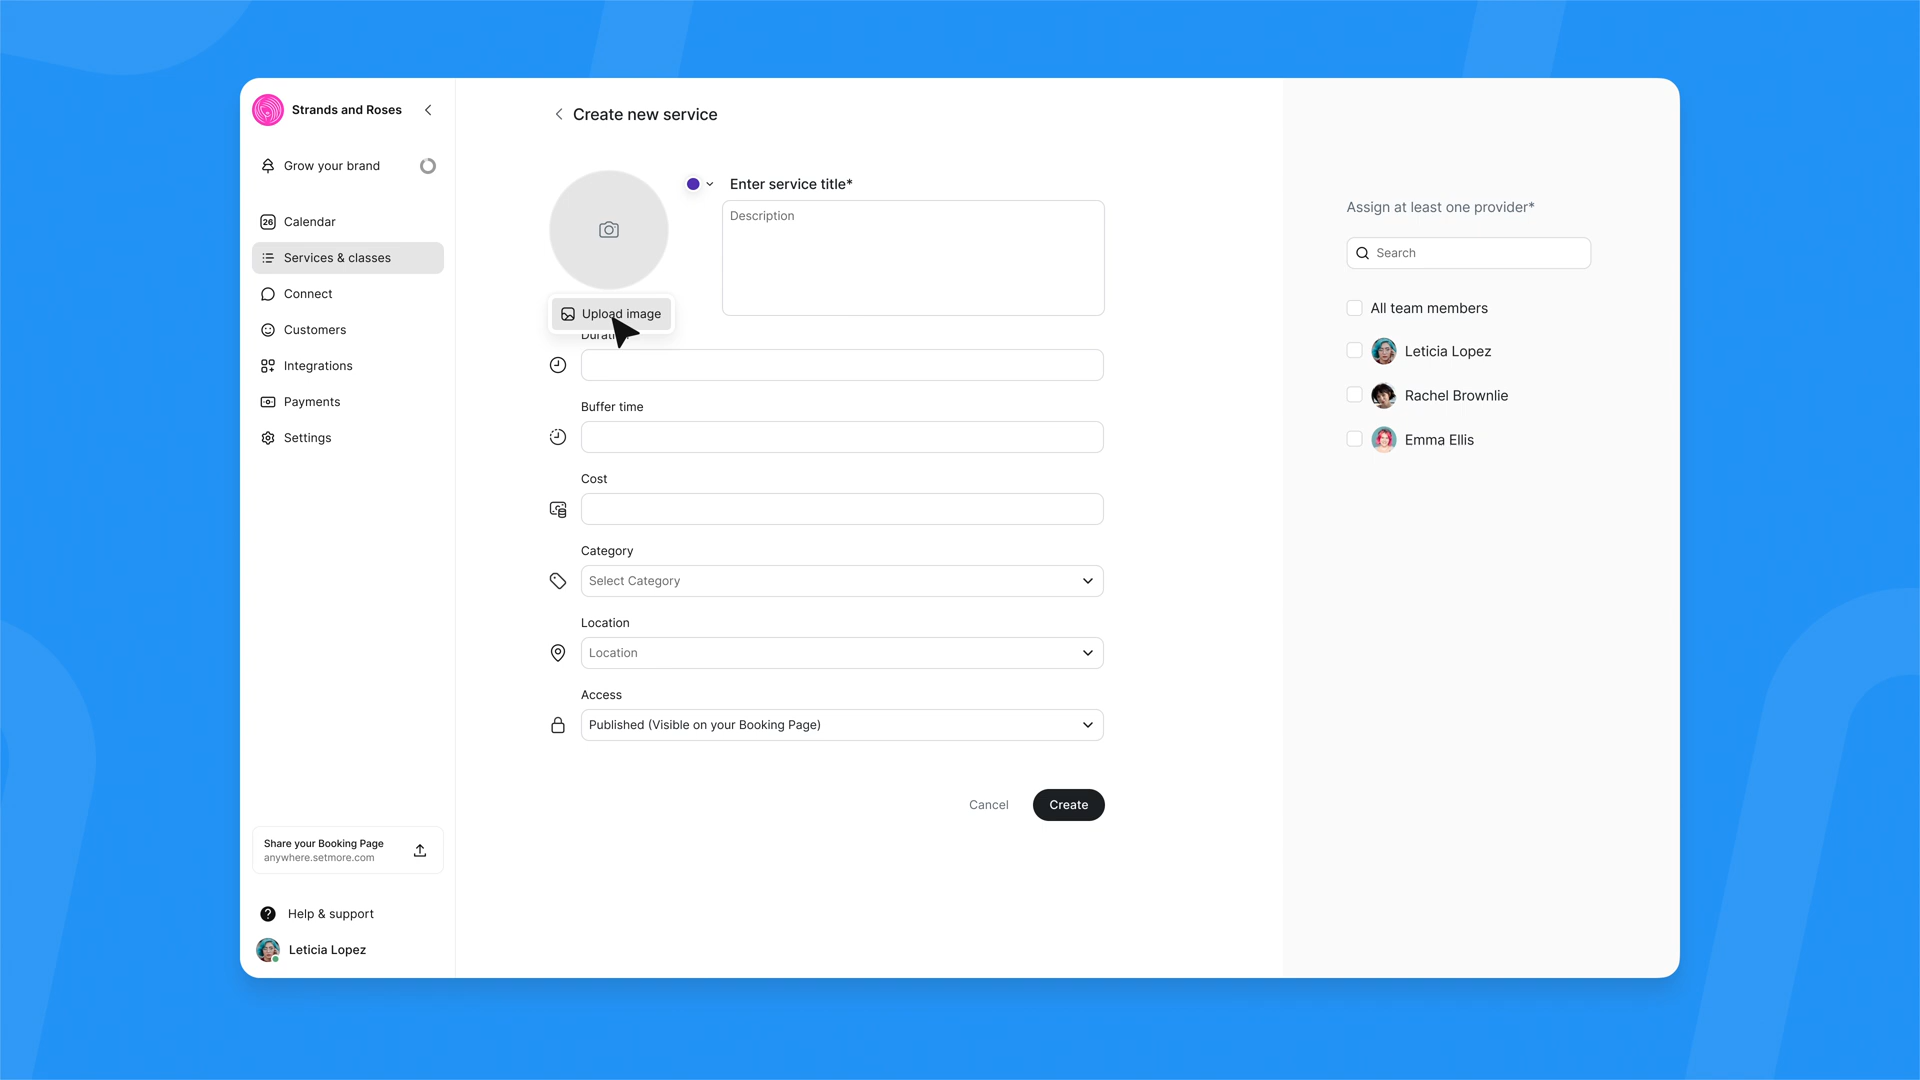 Strands and Roses
Grow your brand
26
Calendar
Services & classes
Connect
Customers
Integrations
Payments
Settings
Share your Booking Page
anywhere.setmore.com
?
Help & support
Leticia Lopez
Create new service
Enter service title*
Description
Upload image
Buffer time
Cost
Category
Select Category
Location
Location
Access
Published (Visible on your Booking Page)
Cancel
Create
Assign at least one provider*
Search
All team members
Leticia Lopez
Rachel Brownlie
Emma Ellis